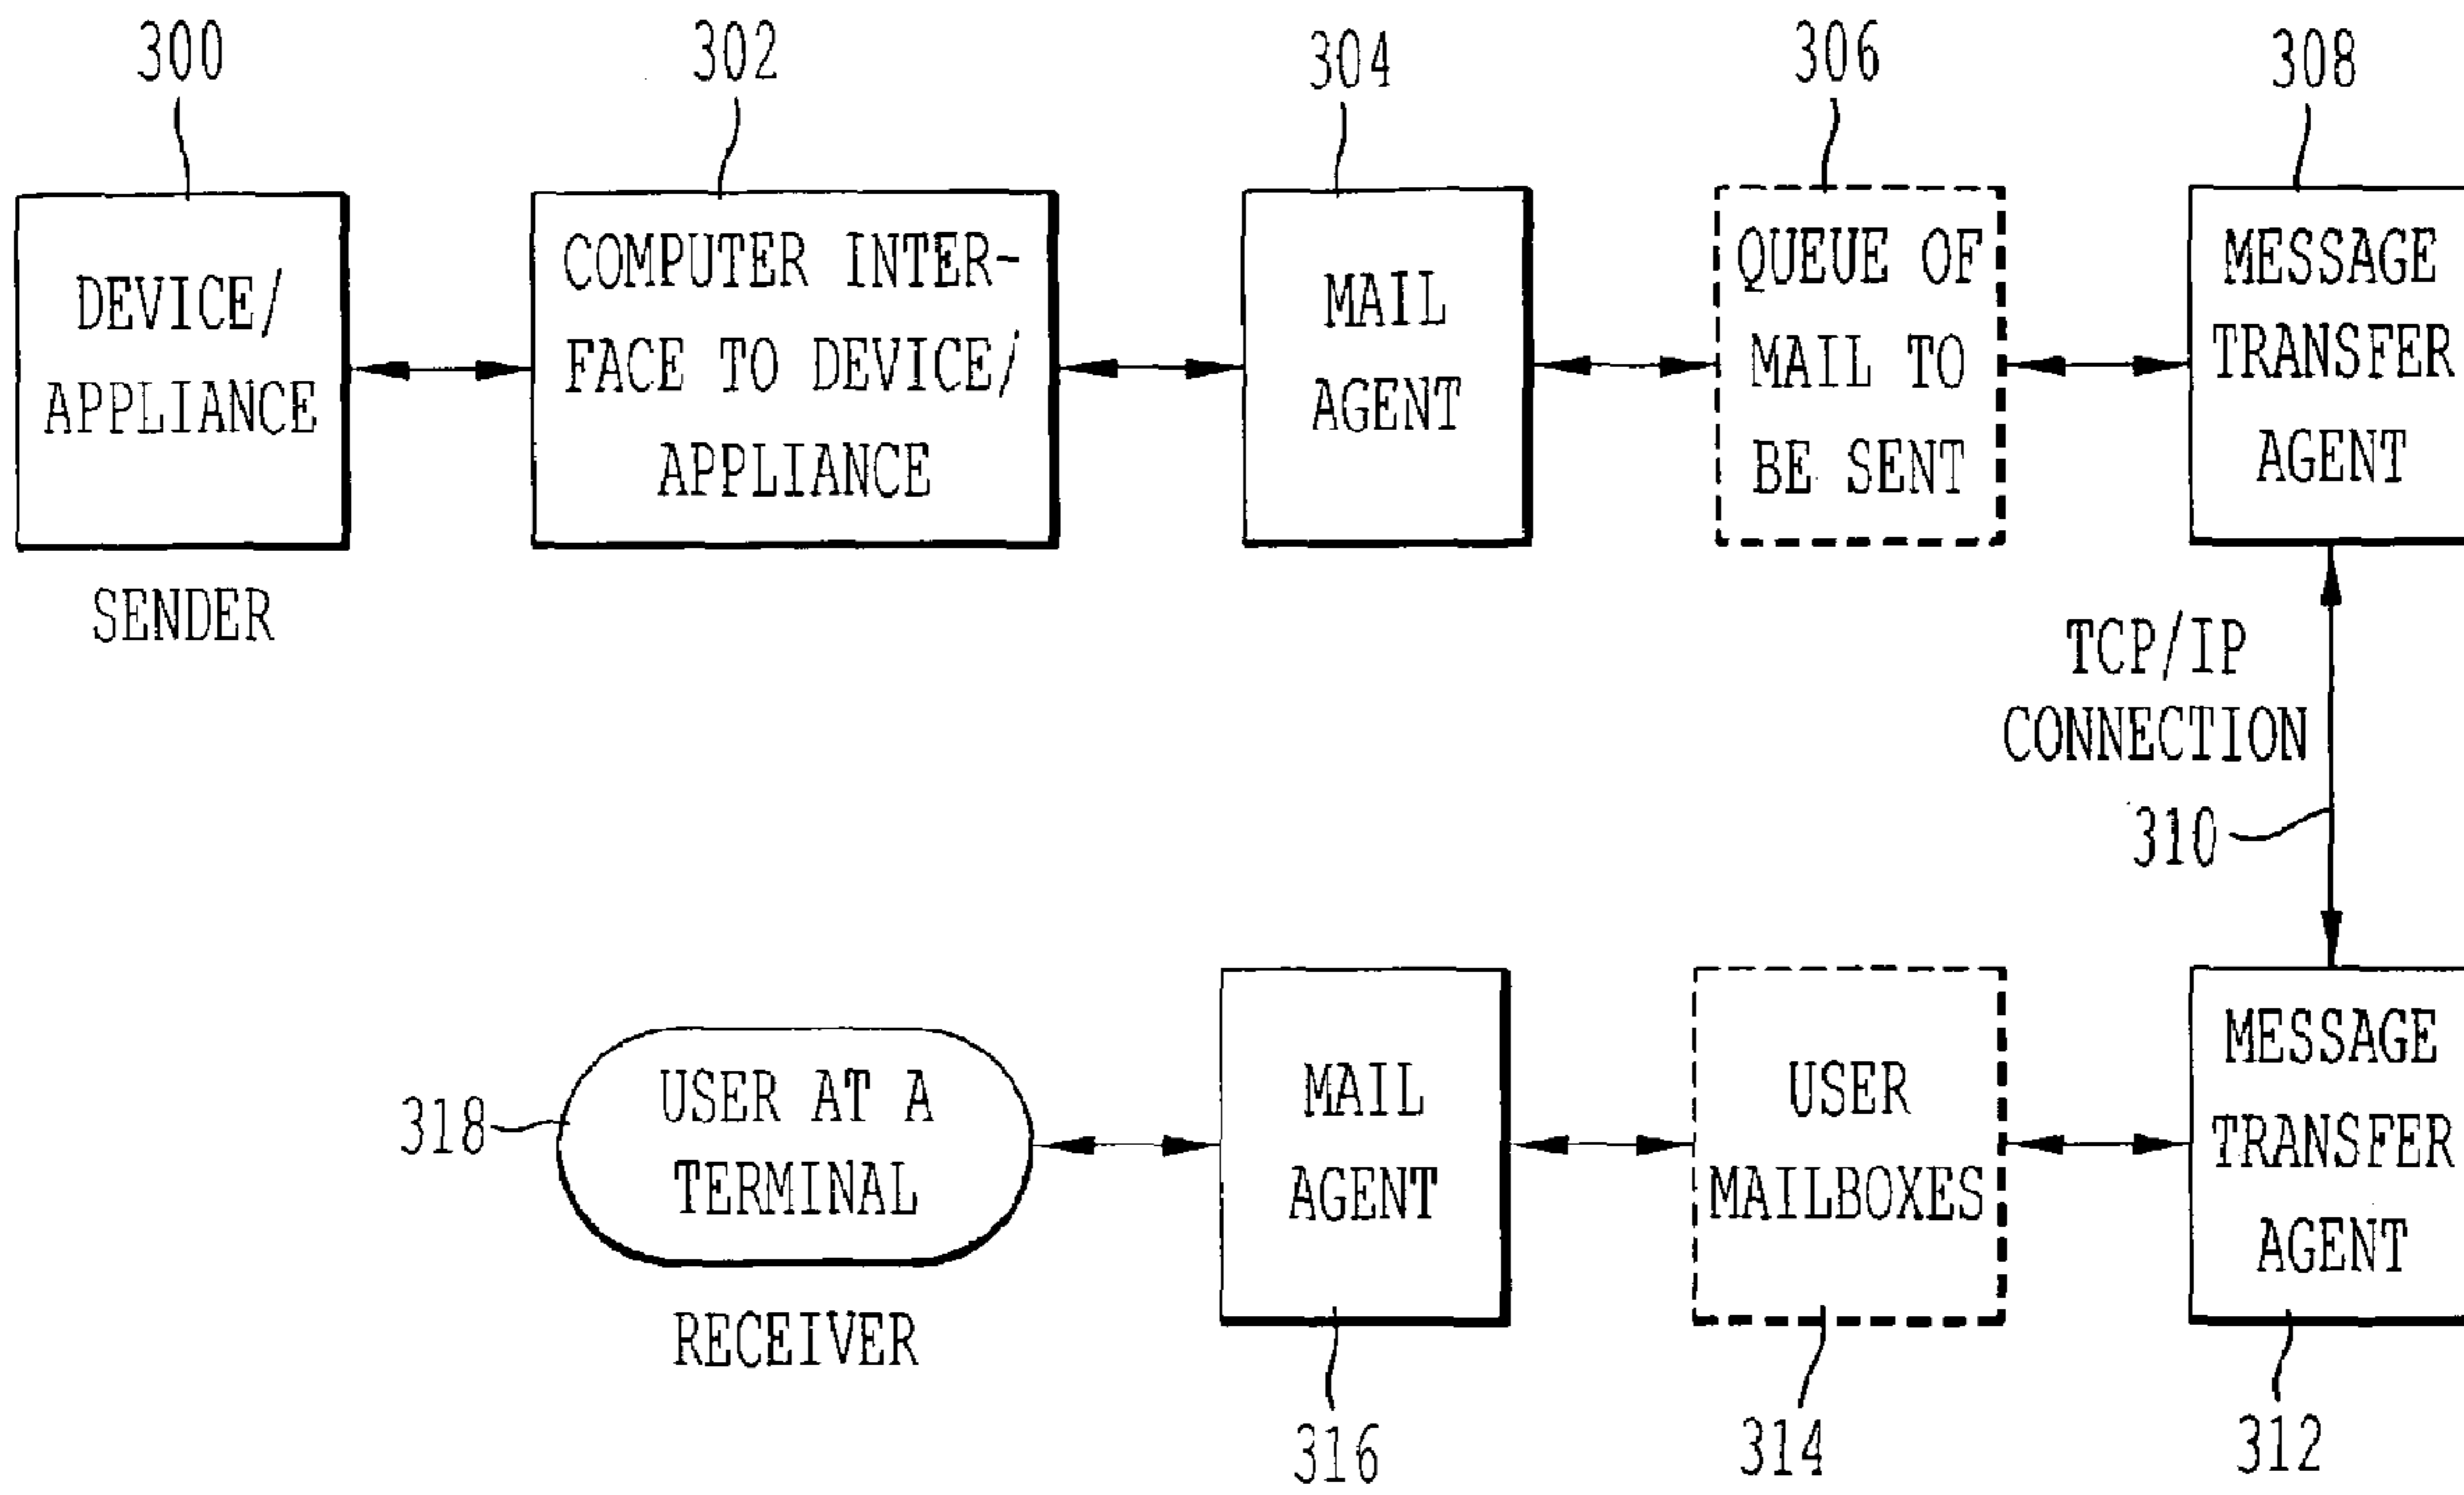 300
302
304
306
308
DEVICE/
APPLIANCE
COMPUTER INTER-
FACE TO DEVICE/
APPLIANCE
MAIL
AGENT
QUEUE OF
MAIL TO
BE SENT
MESSAGE
TRANSFER
AGENT
SENDER
TCP/IP
CONNECTION
310
318
USER AT A
TERMINAL
MAIL
AGENT
USER
MAILBOXES
MESSAGE
TRANSFER
AGENT
RECEIVER
316
314
312